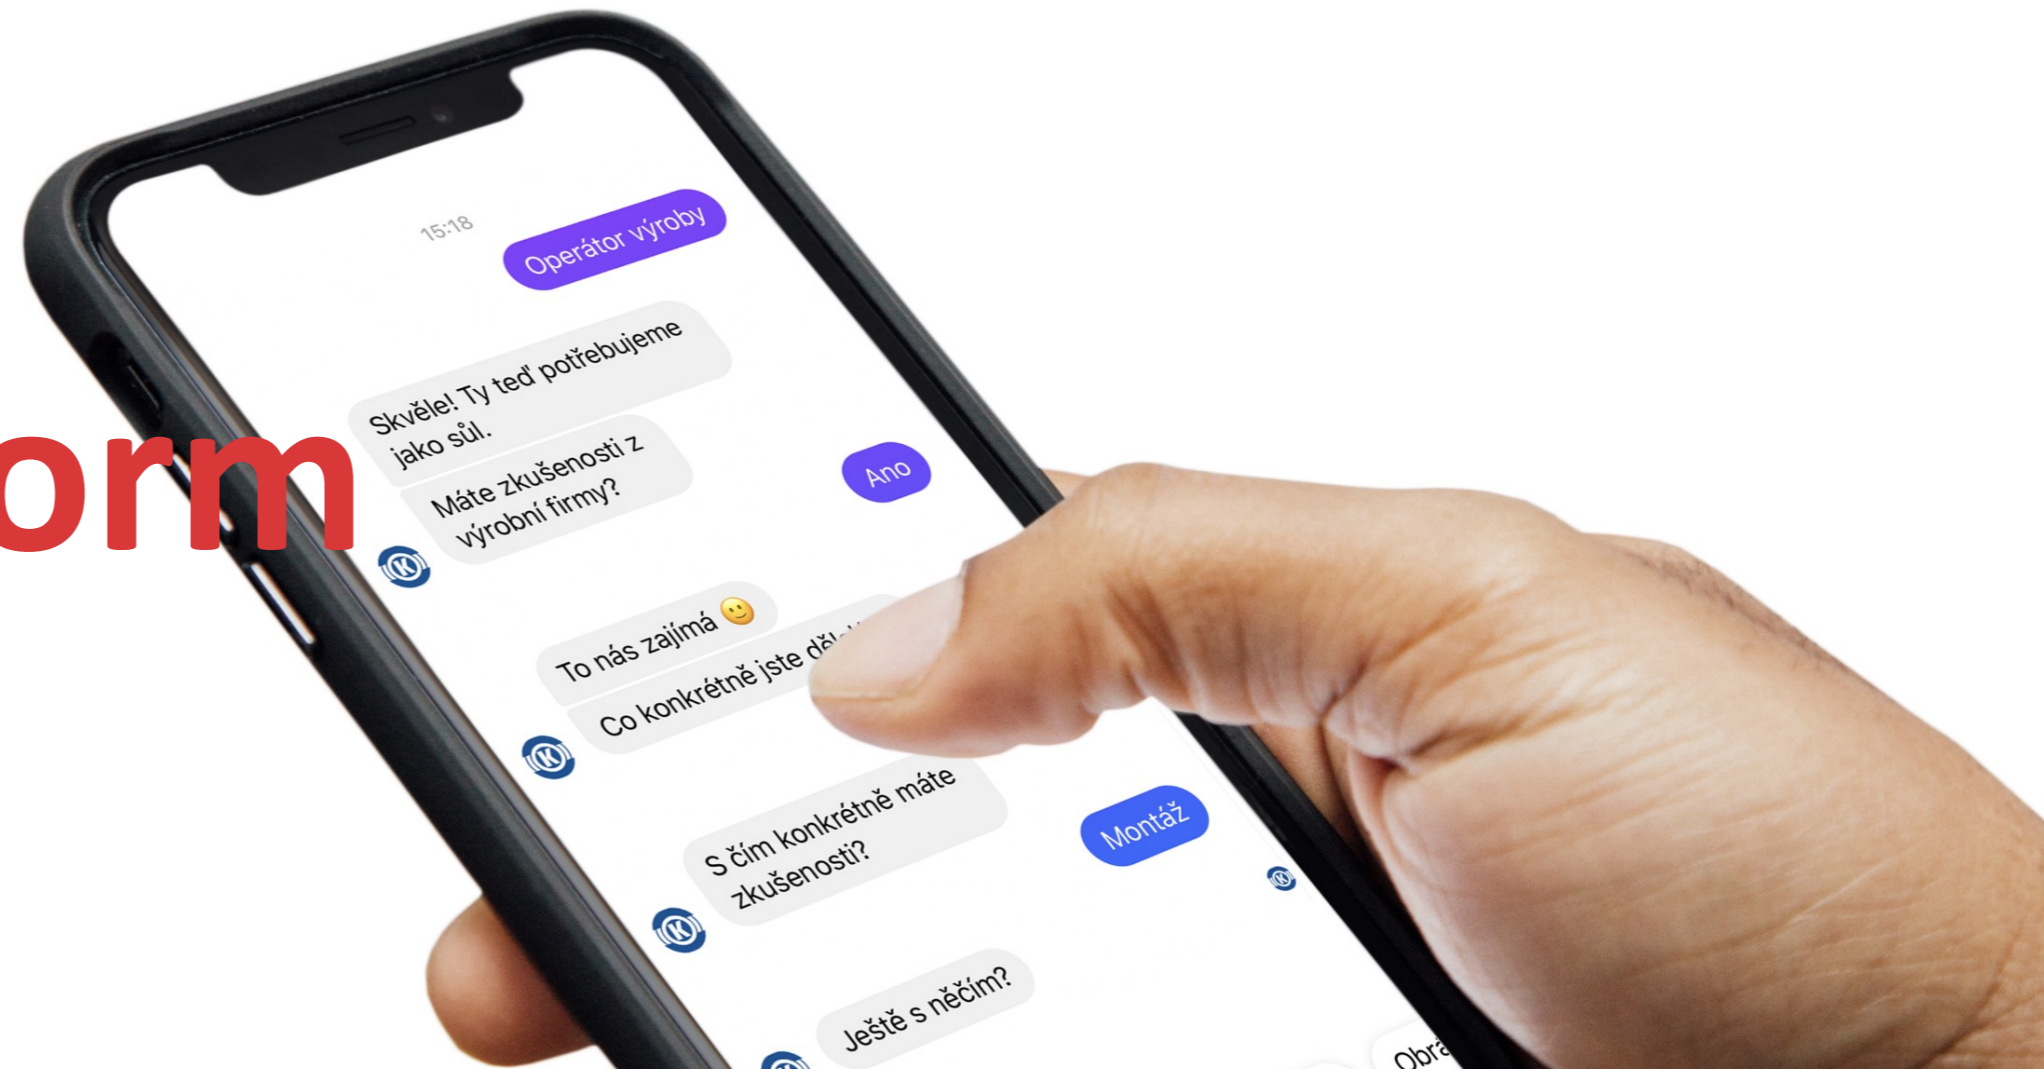 15:18
Operátor výroby
Skvěle! Ty teď potřebujeme
jako sůl.
Máte zkušenosti z
výrobní firmy?
Ano
orm
To nás zajímá 🙂
Co konkrétně jste
S čím konkrétně máte
zkušenosti?
Montáž
Ještě s něčím?